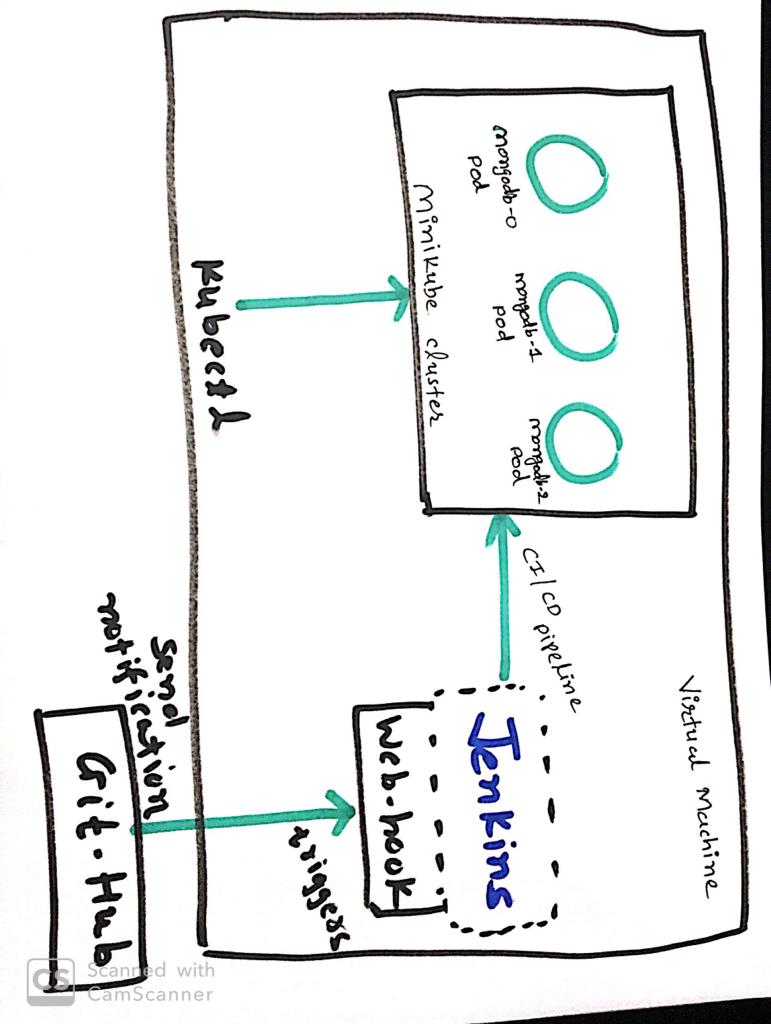 Virtual Machine
mongodb-0
pod
mongodb-1
pod
mongodb-2
pod
Minikube cluster
CI/CD pipeline
Jenkins
Web-hook
Kubectl
triggers
send
notification
Git-Hub
CS
Scanned with
CamScanner